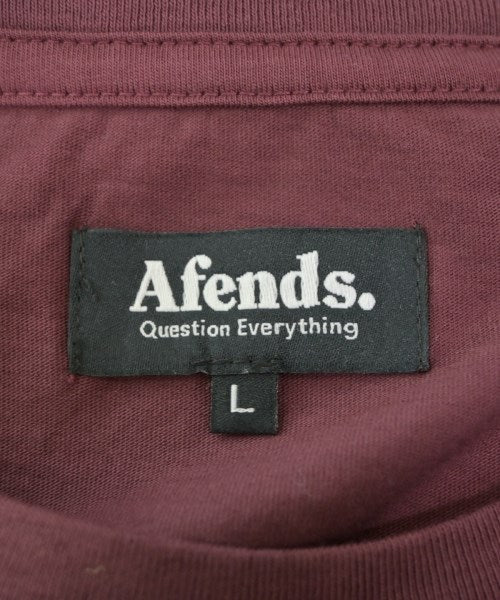 Afends.
Question Everything
L